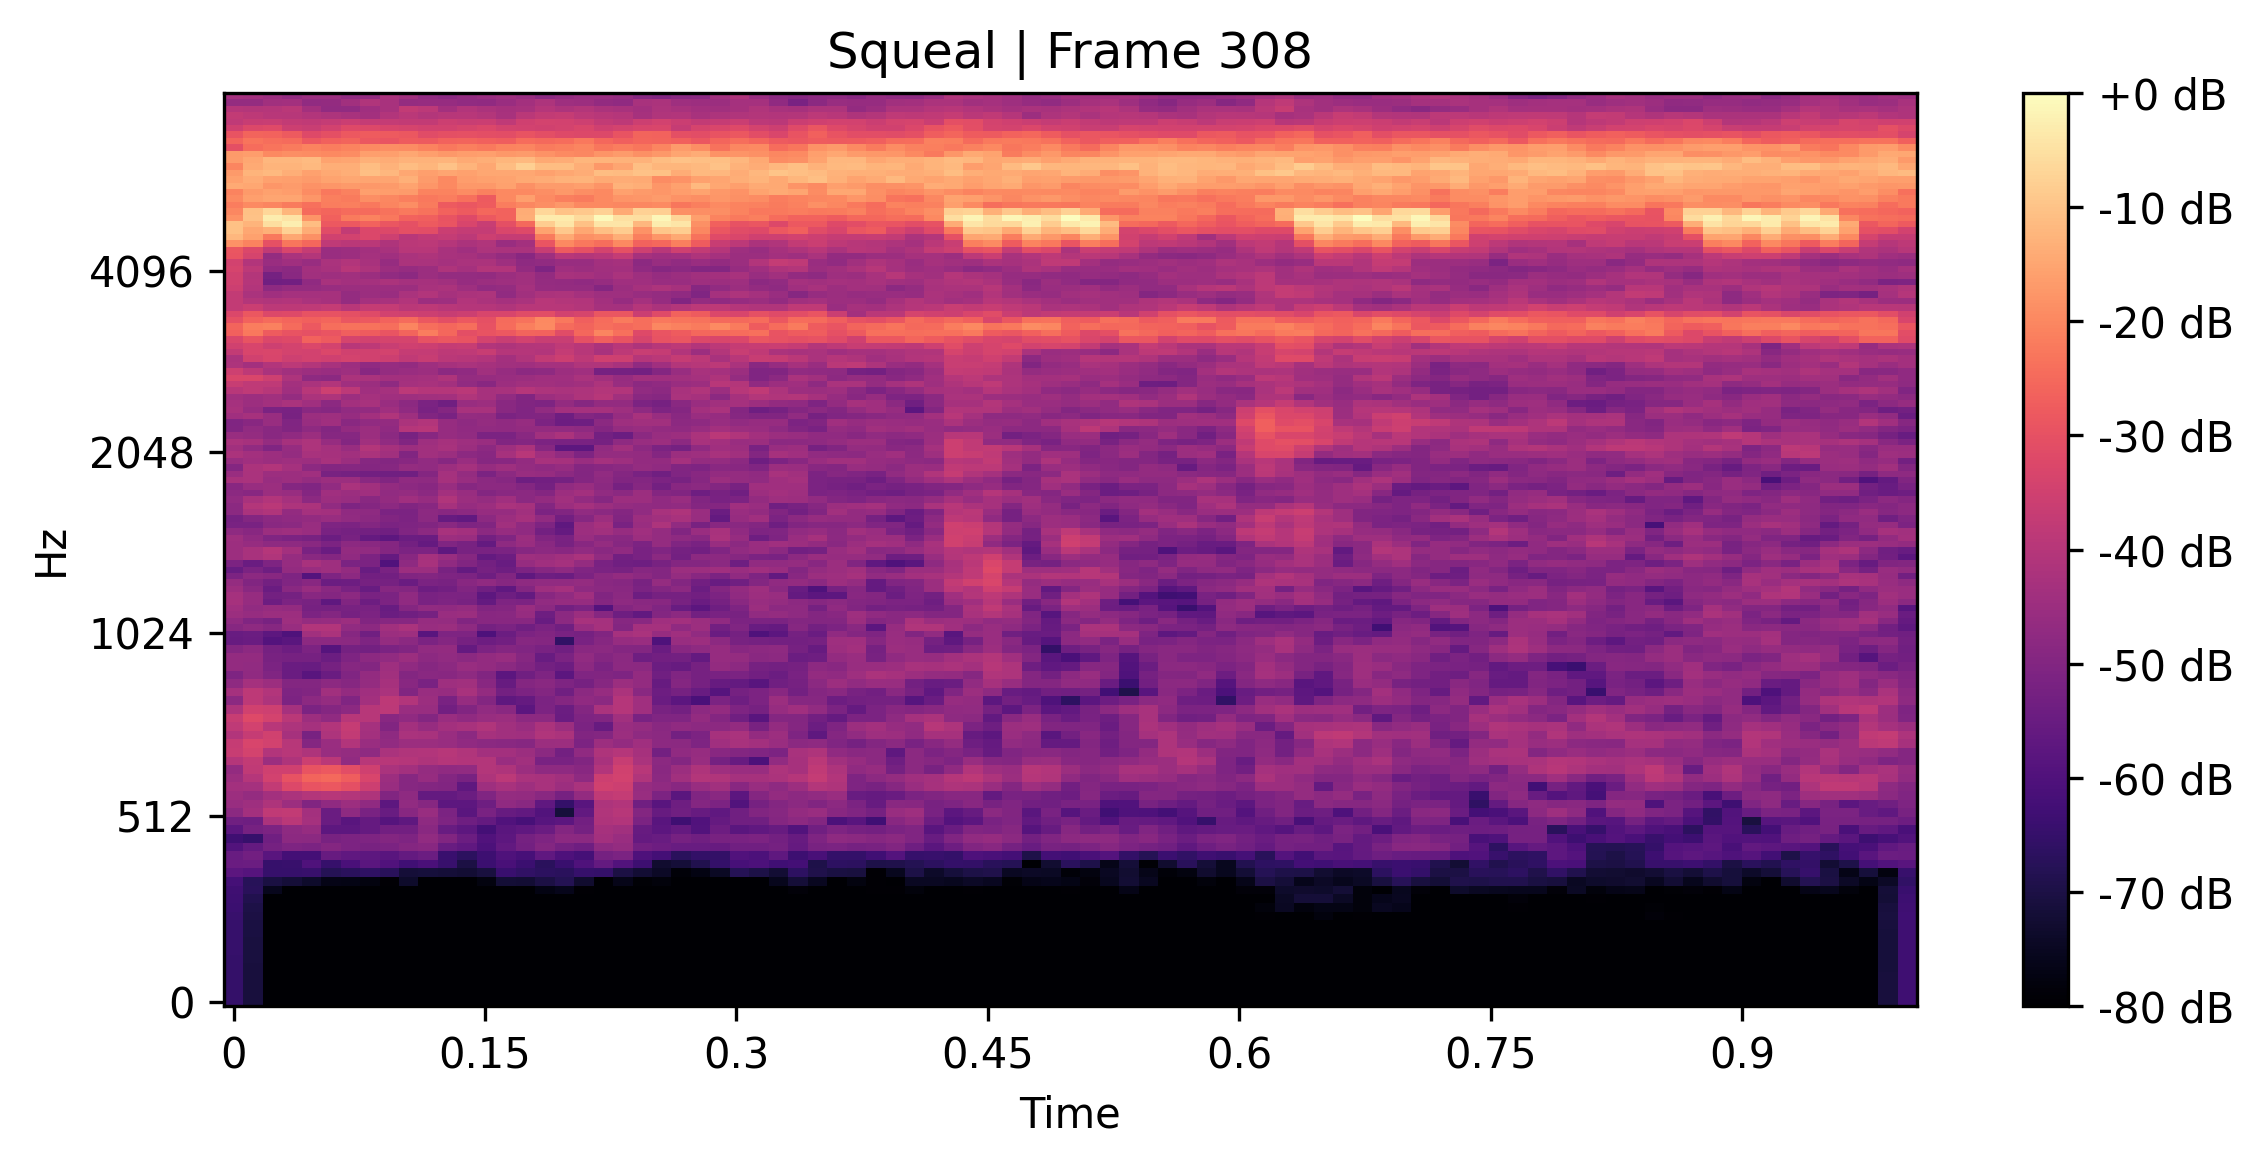 Squeal | Frame 308
+0 dB
-10 dB
-20 dB
-30 dB
-40 dB
-50 dB
-60 dB
-70 dB
-80 dB
Hz
4096
2048
1024
512
0
0 0.15 0.3 0.45 0.6 0.75 0.9
Time